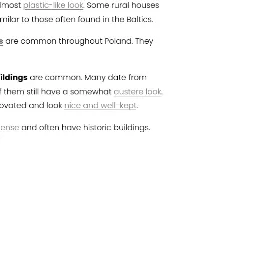 lmost plastic-like look. Some rural houses
milar to those often found in the Baltics.
are common throughout Poland. They
ildings are common. Many date from
f them still have a somewhat austere look.
ovated and look nice and well-kept.
ense and often have historic buildings.